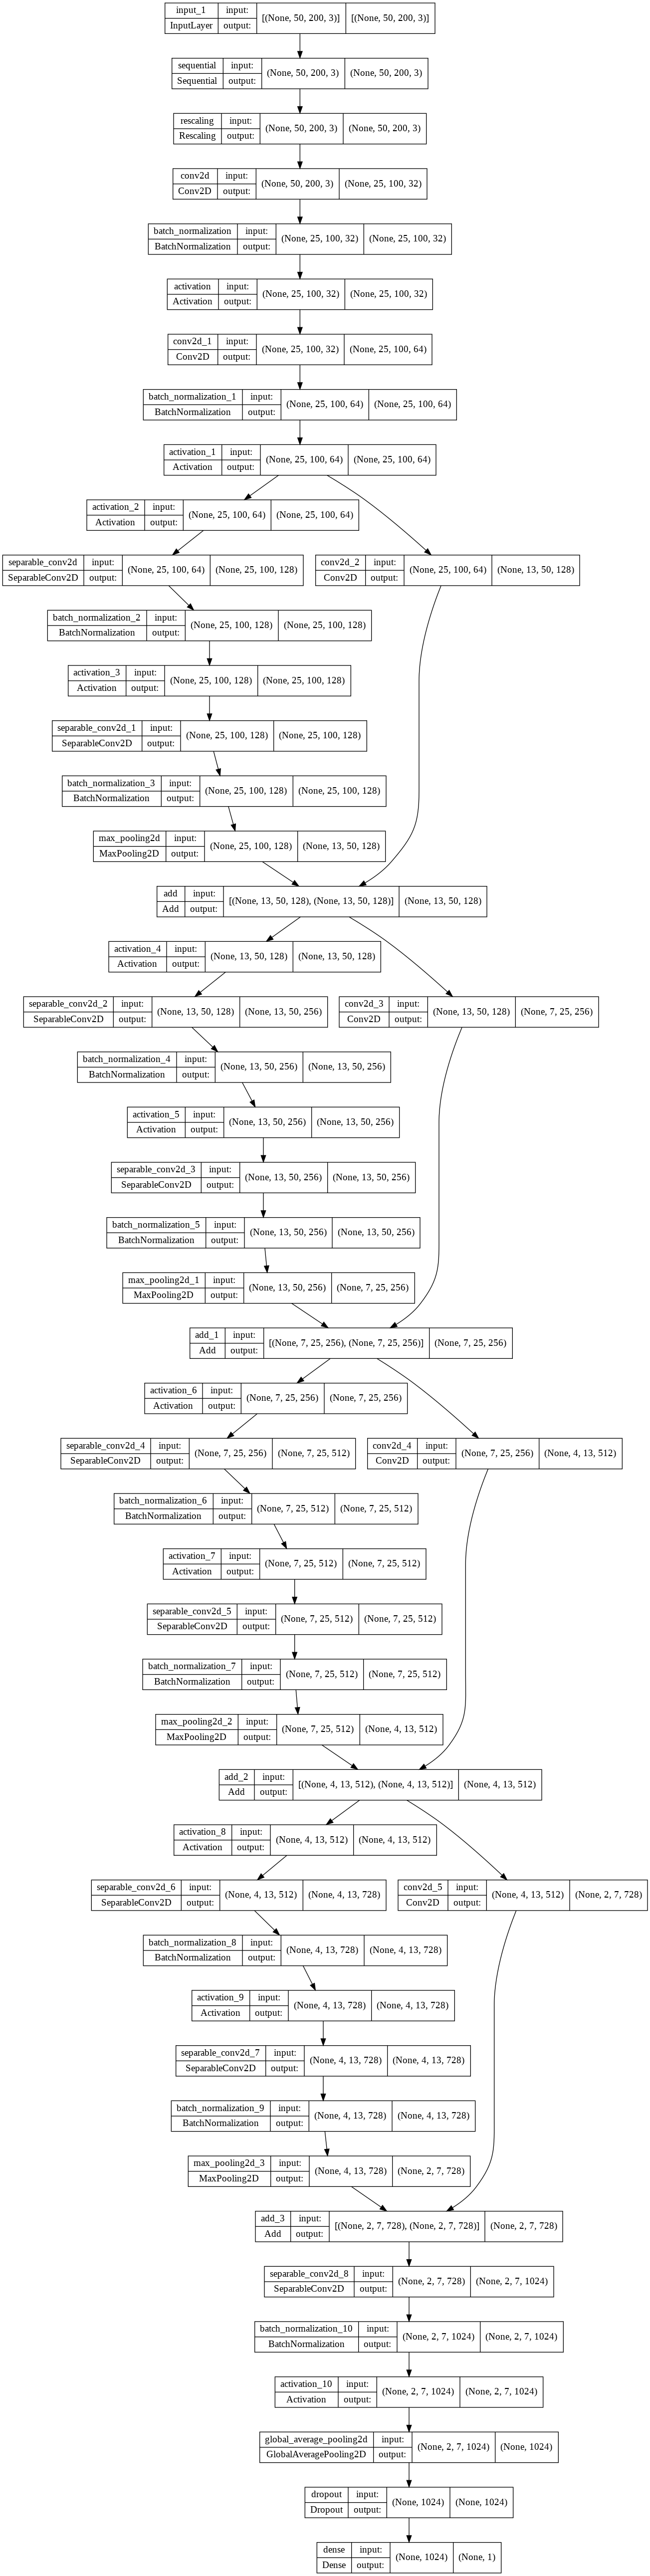 input_1 input: [(None, 50, 200, 3)] [(None, 50, 200, 3)]
InputLayer output:
sequential input: (None, 50, 200, 3) (None, 50, 200, 3)
Sequential output:
rescaling input: (None, 50, 200, 3) (None, 50, 200, 3)
Rescaling output:
conv2d input: (None, 50, 200, 3) (None, 25, 100, 32)
Conv2D output:
batch_normalization input: (None, 25, 100, 32) (None, 25, 100, 32)
BatchNormalization output:
activation input: (None, 25, 100, 32) (None, 25, 100, 32)
Activation output:
conv2d_1 input: (None, 25, 100, 32) (None, 25, 100, 64)
Conv2D output:
batch_normalization_1 input: (None, 25, 100, 64) (None, 25, 100, 64)
BatchNormalization output:
activation_1 input: (None, 25, 100, 64) (None, 25, 100, 64)
Activation output:
activation_2 input: (None, 25, 100, 64) (None, 25, 100, 64)
Activation output:
separable_conv2d input: (None, 25, 100, 64) (None, 25, 100, 128)
SeparableConv2D output:
conv2d_2 input: (None, 25, 100, 64) (None, 13, 50, 128)
Conv2D output:
batch_normalization_2 input: (None, 25, 100, 128) (None, 25, 100, 128)
BatchNormalization output:
activation_3 input: (None, 25, 100, 128) (None, 25, 100, 128)
Activation output:
separable_conv2d_1 input: (None, 25, 100, 128) (None, 25, 100, 128)
SeparableConv2D output:
batch_normalization_3 input: (None, 25, 100, 128) (None, 25, 100, 128)
BatchNormalization output:
max_pooling2d input: (None, 25, 100, 128) (None, 13, 50, 128)
MaxPooling2D output:
add input: [(None, 13, 50, 128), (None, 13, 50, 128)] (None, 13, 50, 128)
Add output:
activation_4 input: (None, 13, 50, 128) (None, 13, 50, 128)
Activation output:
separable_conv2d_2 input: (None, 13, 50, 128) (None, 13, 50, 256)
SeparableConv2D output:
conv2d_3 input: (None, 13, 50, 128) (None, 7, 25, 256)
Conv2D output:
batch_normalization_4 input: (None, 13, 50, 256) (None, 13, 50, 256)
BatchNormalization output:
activation_5 input: (None, 13, 50, 256) (None, 13, 50, 256)
Activation output:
separable_conv2d_3 input: (None, 13, 50, 256) (None, 13, 50, 256)
SeparableConv2D output:
batch_normalization_5 input: (None, 13, 50, 256) (None, 13, 50, 256)
BatchNormalization output:
max_pooling2d_1 input: (None, 13, 50, 256) (None, 7, 25, 256)
MaxPooling2D output:
add_1 input: [(None, 7, 25, 256), (None, 7, 25, 256)] (None, 7, 25, 256)
Add output:
activation_6 input: (None, 7, 25, 256) (None, 7, 25, 256)
Activation output:
separable_conv2d_4 input: (None, 7, 25, 256) (None, 7, 25, 512)
SeparableConv2D output:
conv2d_4 input: (None, 7, 25, 256) (None, 4, 13, 512)
Conv2D output:
batch_normalization_6 input: (None, 7, 25, 512) (None, 7, 25, 512)
BatchNormalization output:
activation_7 input: (None, 7, 25, 512) (None, 7, 25, 512)
Activation output:
separable_conv2d_5 input: (None, 7, 25, 512) (None, 7, 25, 512)
SeparableConv2D output:
batch_normalization_7 input: (None, 7, 25, 512) (None, 7, 25, 512)
BatchNormalization output:
max_pooling2d_2 input: (None, 7, 25, 512) (None, 4, 13, 512)
MaxPooling2D output:
add_2 input: [(None, 4, 13, 512), (None, 4, 13, 512)] (None, 4, 13, 512)
Add output:
activation_8 input: (None, 4, 13, 512) (None, 4, 13, 512)
Activation output:
separable_conv2d_6 input: (None, 4, 13, 512) (None, 4, 13, 728)
SeparableConv2D output:
conv2d_5 input: (None, 4, 13, 512) (None, 2, 7, 728)
Conv2D output:
batch_normalization_8 input: (None, 4, 13, 728) (None, 4, 13, 728)
BatchNormalization output:
activation_9 input: (None, 4, 13, 728) (None, 4, 13, 728)
Activation output:
separable_conv2d_7 input: (None, 4, 13, 728) (None, 4, 13, 728)
SeparableConv2D output:
batch_normalization_9 input: (None, 4, 13, 728) (None, 4, 13, 728)
BatchNormalization output:
max_pooling2d_3 input: (None, 4, 13, 728) (None, 2, 7, 728)
MaxPooling2D output:
add_3 input: [(None, 2, 7, 728), (None, 2, 7, 728)] (None, 2, 7, 728)
Add output:
separable_conv2d_8 input: (None, 2, 7, 728) (None, 2, 7, 1024)
SeparableConv2D output:
batch_normalization_10 input: (None, 2, 7, 1024) (None, 2, 7, 1024)
BatchNormalization output:
activation_10 input: (None, 2, 7, 1024) (None, 2, 7, 1024)
Activation output:
global_average_pooling2d input: (None, 2, 7, 1024) (None, 1024)
GlobalAveragePooling2D output:
dropout input: (None, 1024) (None, 1024)
Dropout output:
dense input: (None, 1024) (None, 1)
Dense output: